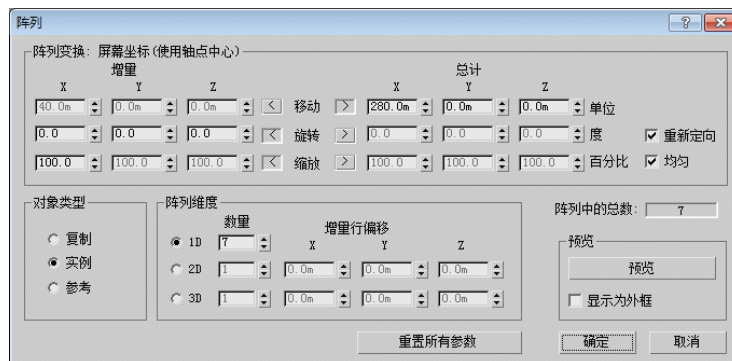 阵列
阵列变换: 屏幕坐标(使用轴点中心)
增量 总计
X Y Z X Y Z
40.0m 0.0m 0.0m < 移动 > 280.0m 0.0m 0.0m 单位
0.0 0.0 0.0 < 旋转 > 0.0 0.0 0.0 度 重新定向
100.0 100.0 100.0 < 缩放 > 100.0 100.0 100.0 百分比 均匀
对象类型 阵列维度 阵列中的总数: 7
数量 增量行偏移
X Y Z
复制 1D 7 预览
实例 2D 1 0.0m 0.0m 0.0m 预览
参考 3D 1 0.0m 0.0m 0.0m 显示为外框
重置所有参数 确定 取消